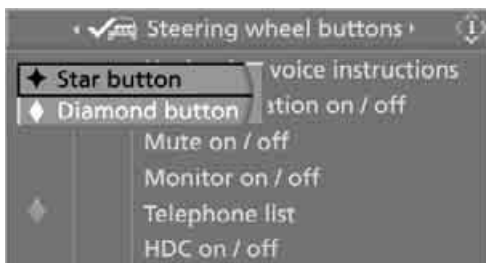 Steering wheel buttons
Star button
voice instructions
Diamond button
on / off
Mute on / off
Monitor on / off
Telephone list
HDC on / off